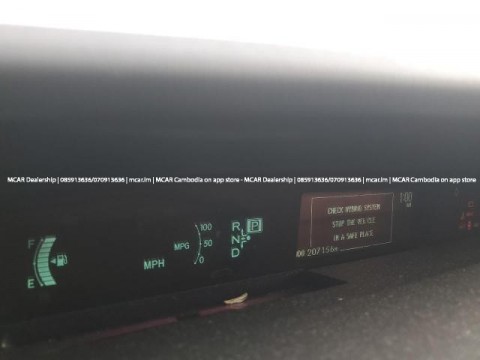 MCAR Dealership | 085913636/070913636 | mcar.im | MCAR Cambodia on app store - MCAR Dealership | 085913636/070913636 | mcar.im | MCAR Cambodia on app store
F
E
MPH
100
MPG 50
0
R
N
D
L
P
CHECK HYBRID SYSTEM
STOP THE VEHICLE
IN A SAFE PLACE